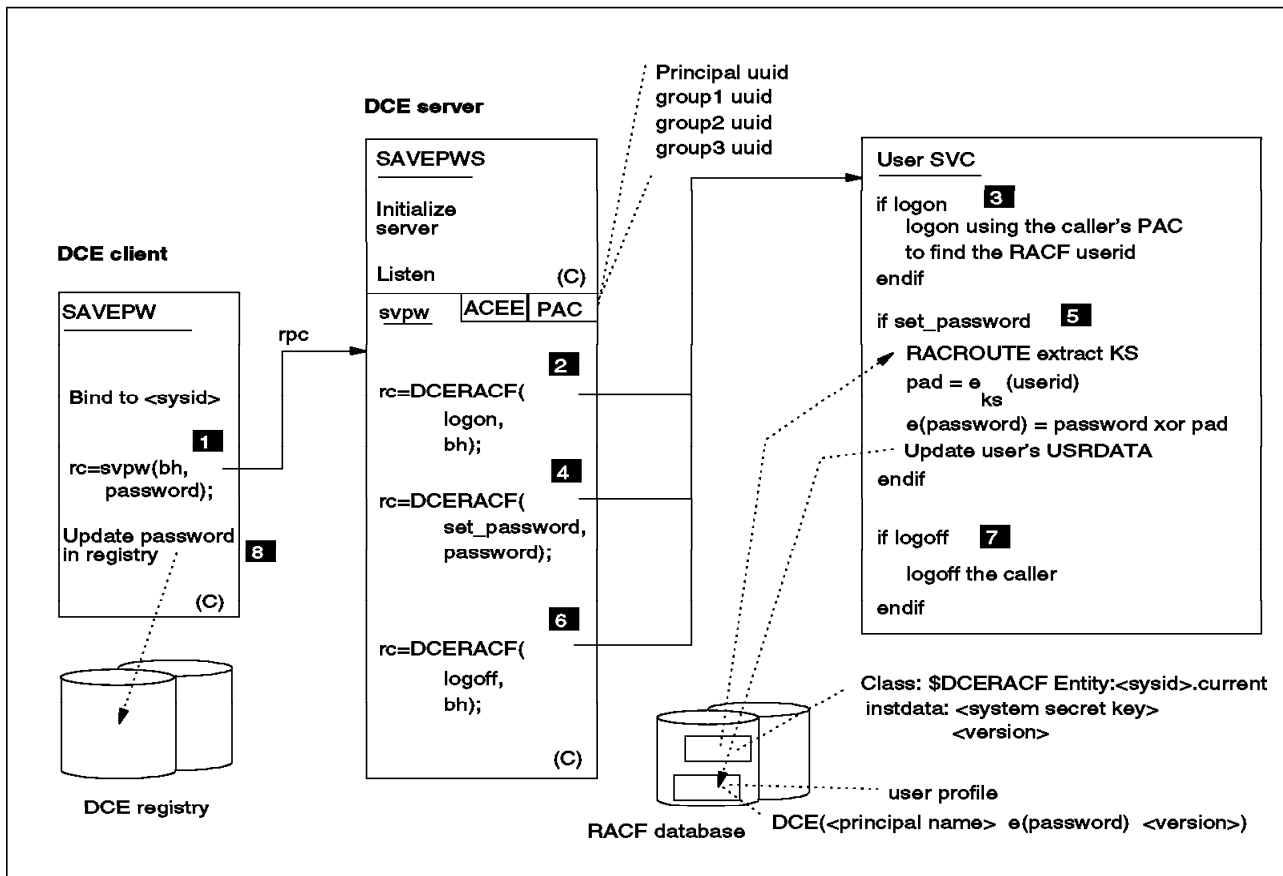 DCE client
SAVEPW
Bind to <sysid>
1
rc=svpw(bh,
password);
Update password
in registry
8
(C)
DCE registry
rpc
DCE server
SAVEPWS
Initialize
server
Listen
(C)
svpw
ACEE
PAC
2
rc=DCERACF(
logon,
bh);
4
rc=DCERACF(
set_password,
password);
6
rc=DCERACF(
logoff,
bh);
(C)
Principal uuid
group1 uuid
group2 uuid
group3 uuid
User SVC
if logon 3
logon using the caller's PAC
to find the RACF userid
endif
if set_password 5
RACROUTE extract KS
pad = e (userid)
ks
e(password) = password xor pad
Update user's USRDATA
endif
if logoff 7
logoff the caller
endif
Class: $DCERACF Entity:<sysid>.current
instdata: <system secret key>
<version>
user profile
DCE(<principal name> e(password) <version>)
RACF database